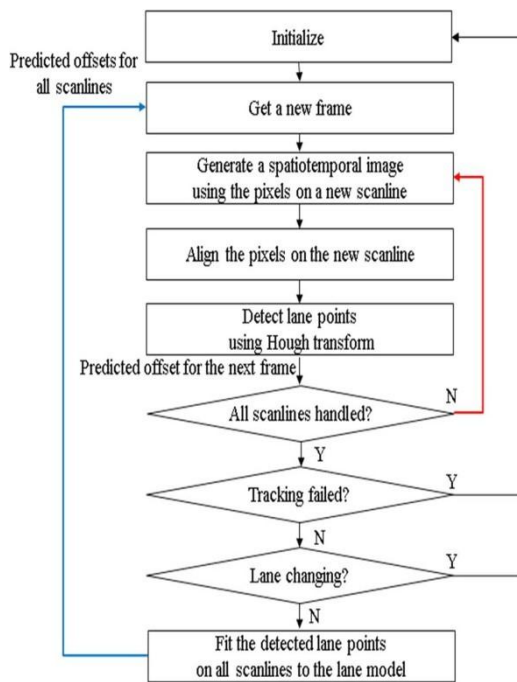 Initialize
Predicted offsets for
all scanlines
Get a new frame
Generate a spatiotemporal image
using the pixels on a new scanline
Align the pixels on the new scanline
Detect lane points
using Hough transform
Predicted offset for the next frame
N
All scanlines handled?
Y
Tracking failed?
Y
N
Lane changing?
Y
N
Fit the detected lane points
on all scanlines to the lane model